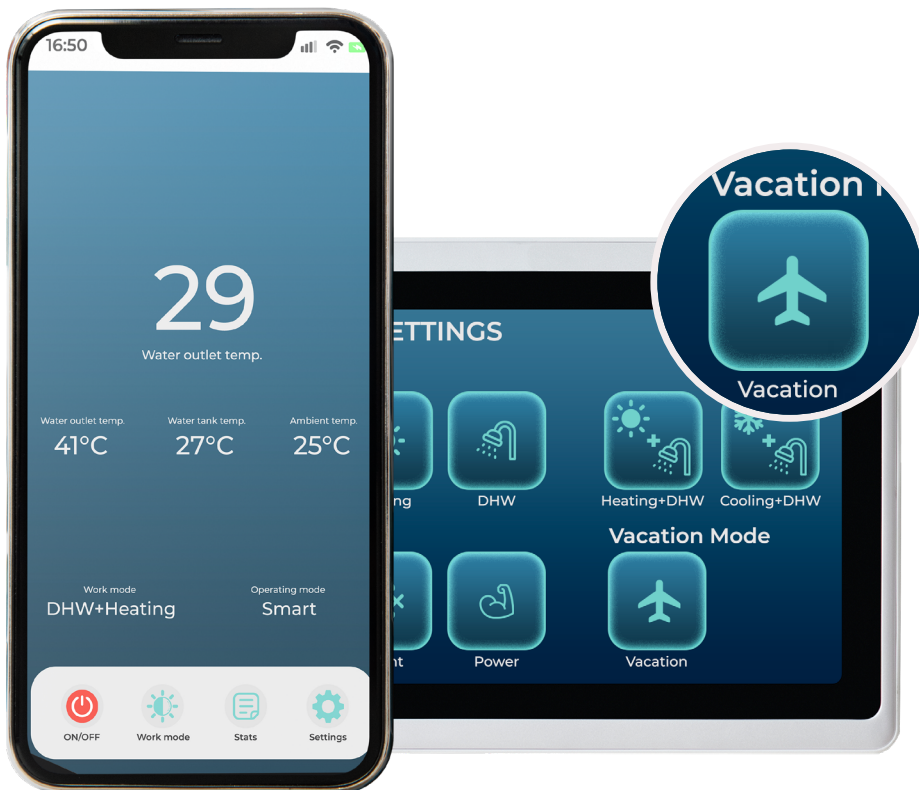 16:50
29
Water outlet temp.
Water outlet temp. Water tank temp. Ambient temp.
41°C 27°C 25°C
Work mode Operating mode
DHW+Heating Smart
ON/OFF Work mode Stats Settings
ETTINGS
ng DHW Heating+DHW Cooling+DHW
Vacation Mode
nt Power Vacation
Vacation
Vacation